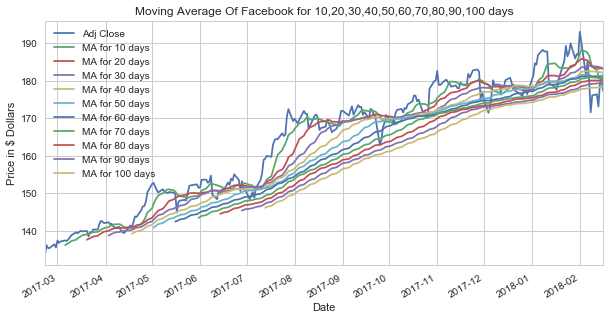 Moving Average Of Facebook for 10,20,30,40,50,60,70,80,90,100 days
Price in $ Dollars
190
180
170
160
150
140
Adj Close
MA for 10 days
MA for 20 days
MA for 30 days
MA for 40 days
MA for 50 days
MA for 60 days
MA for 70 days
MA for 80 days
MA for 90 days
MA for 100 days
2017-03
2017-04
2017-05
2017-06
2017-07
2017-08
2017-09
2017-10
2017-11
2017-12
2018-01
2018-02
Date